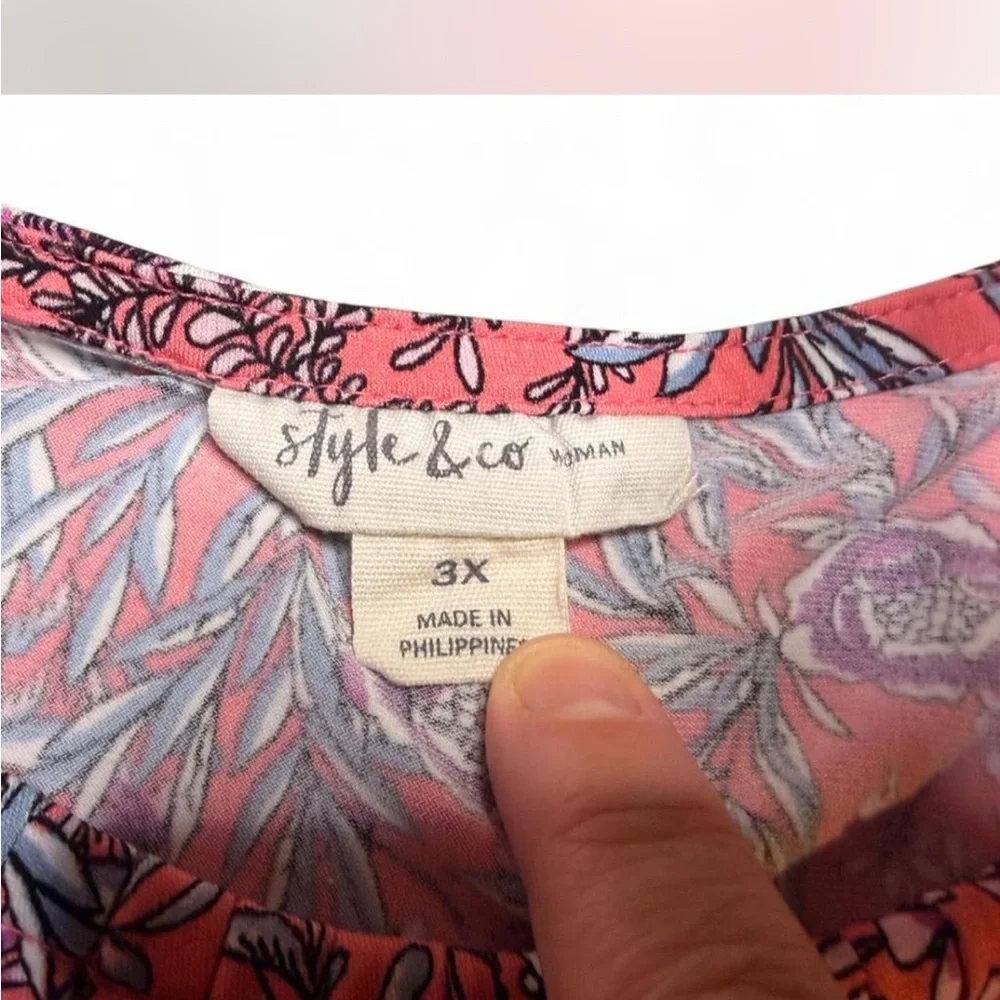 style & co WOMAN
3X
MADE IN
PHILIPPINES